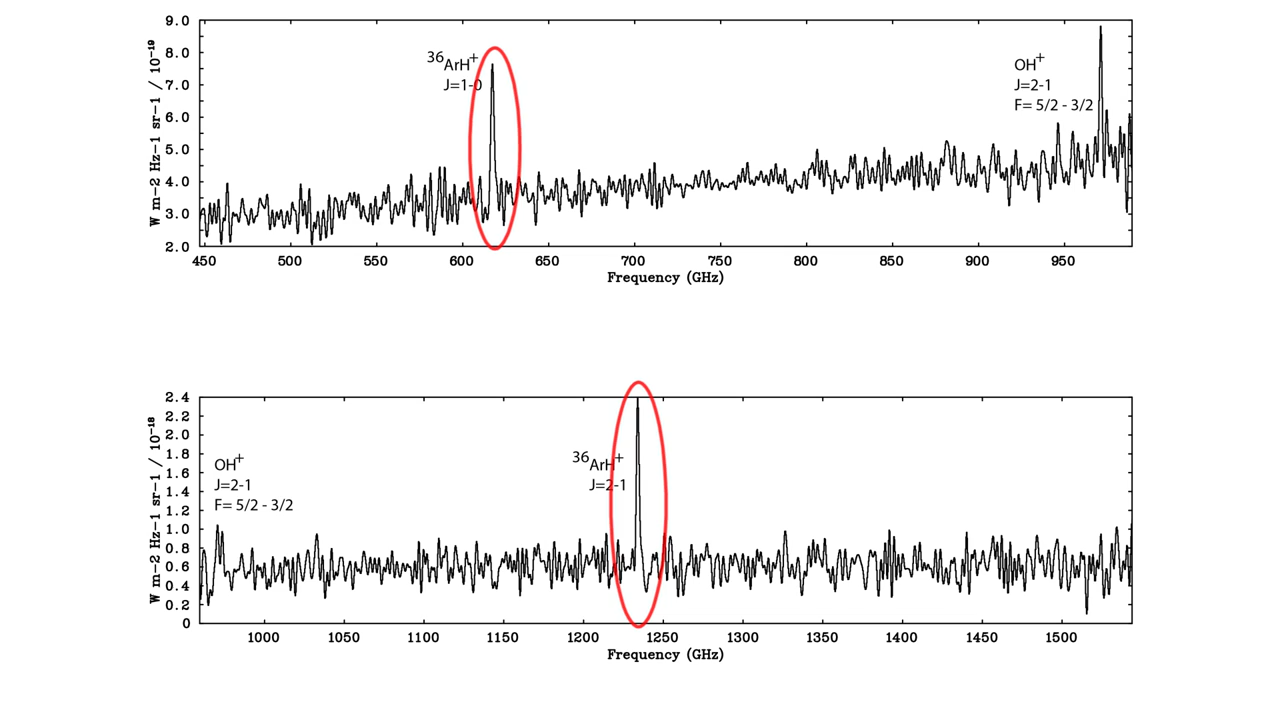 9.0
8.0
7.0
6.0
5.0
4.0
3.0
2.0
W m-2 Hz-1 sr-1 / 10⁻¹⁹
³⁶ArH⁺
J=1-0
OH⁺
J=2-1
F= 5/2 - 3/2
450 500 550 600 650 700 750 800 850 900 950
Frequency (GHz)
2.4
2.2
2.0
1.8
1.6
1.4
1.2
1.0
0.8
0.6
0.4
0.2
0
W m-2 Hz-1 sr-1 / 10⁻¹⁸
OH⁺
J=2-1
F= 5/2 - 3/2
³⁶ArH⁺
J=2-1
1000 1050 1100 1150 1200 1250 1300 1350 1400 1450 1500
Frequency (GHz)